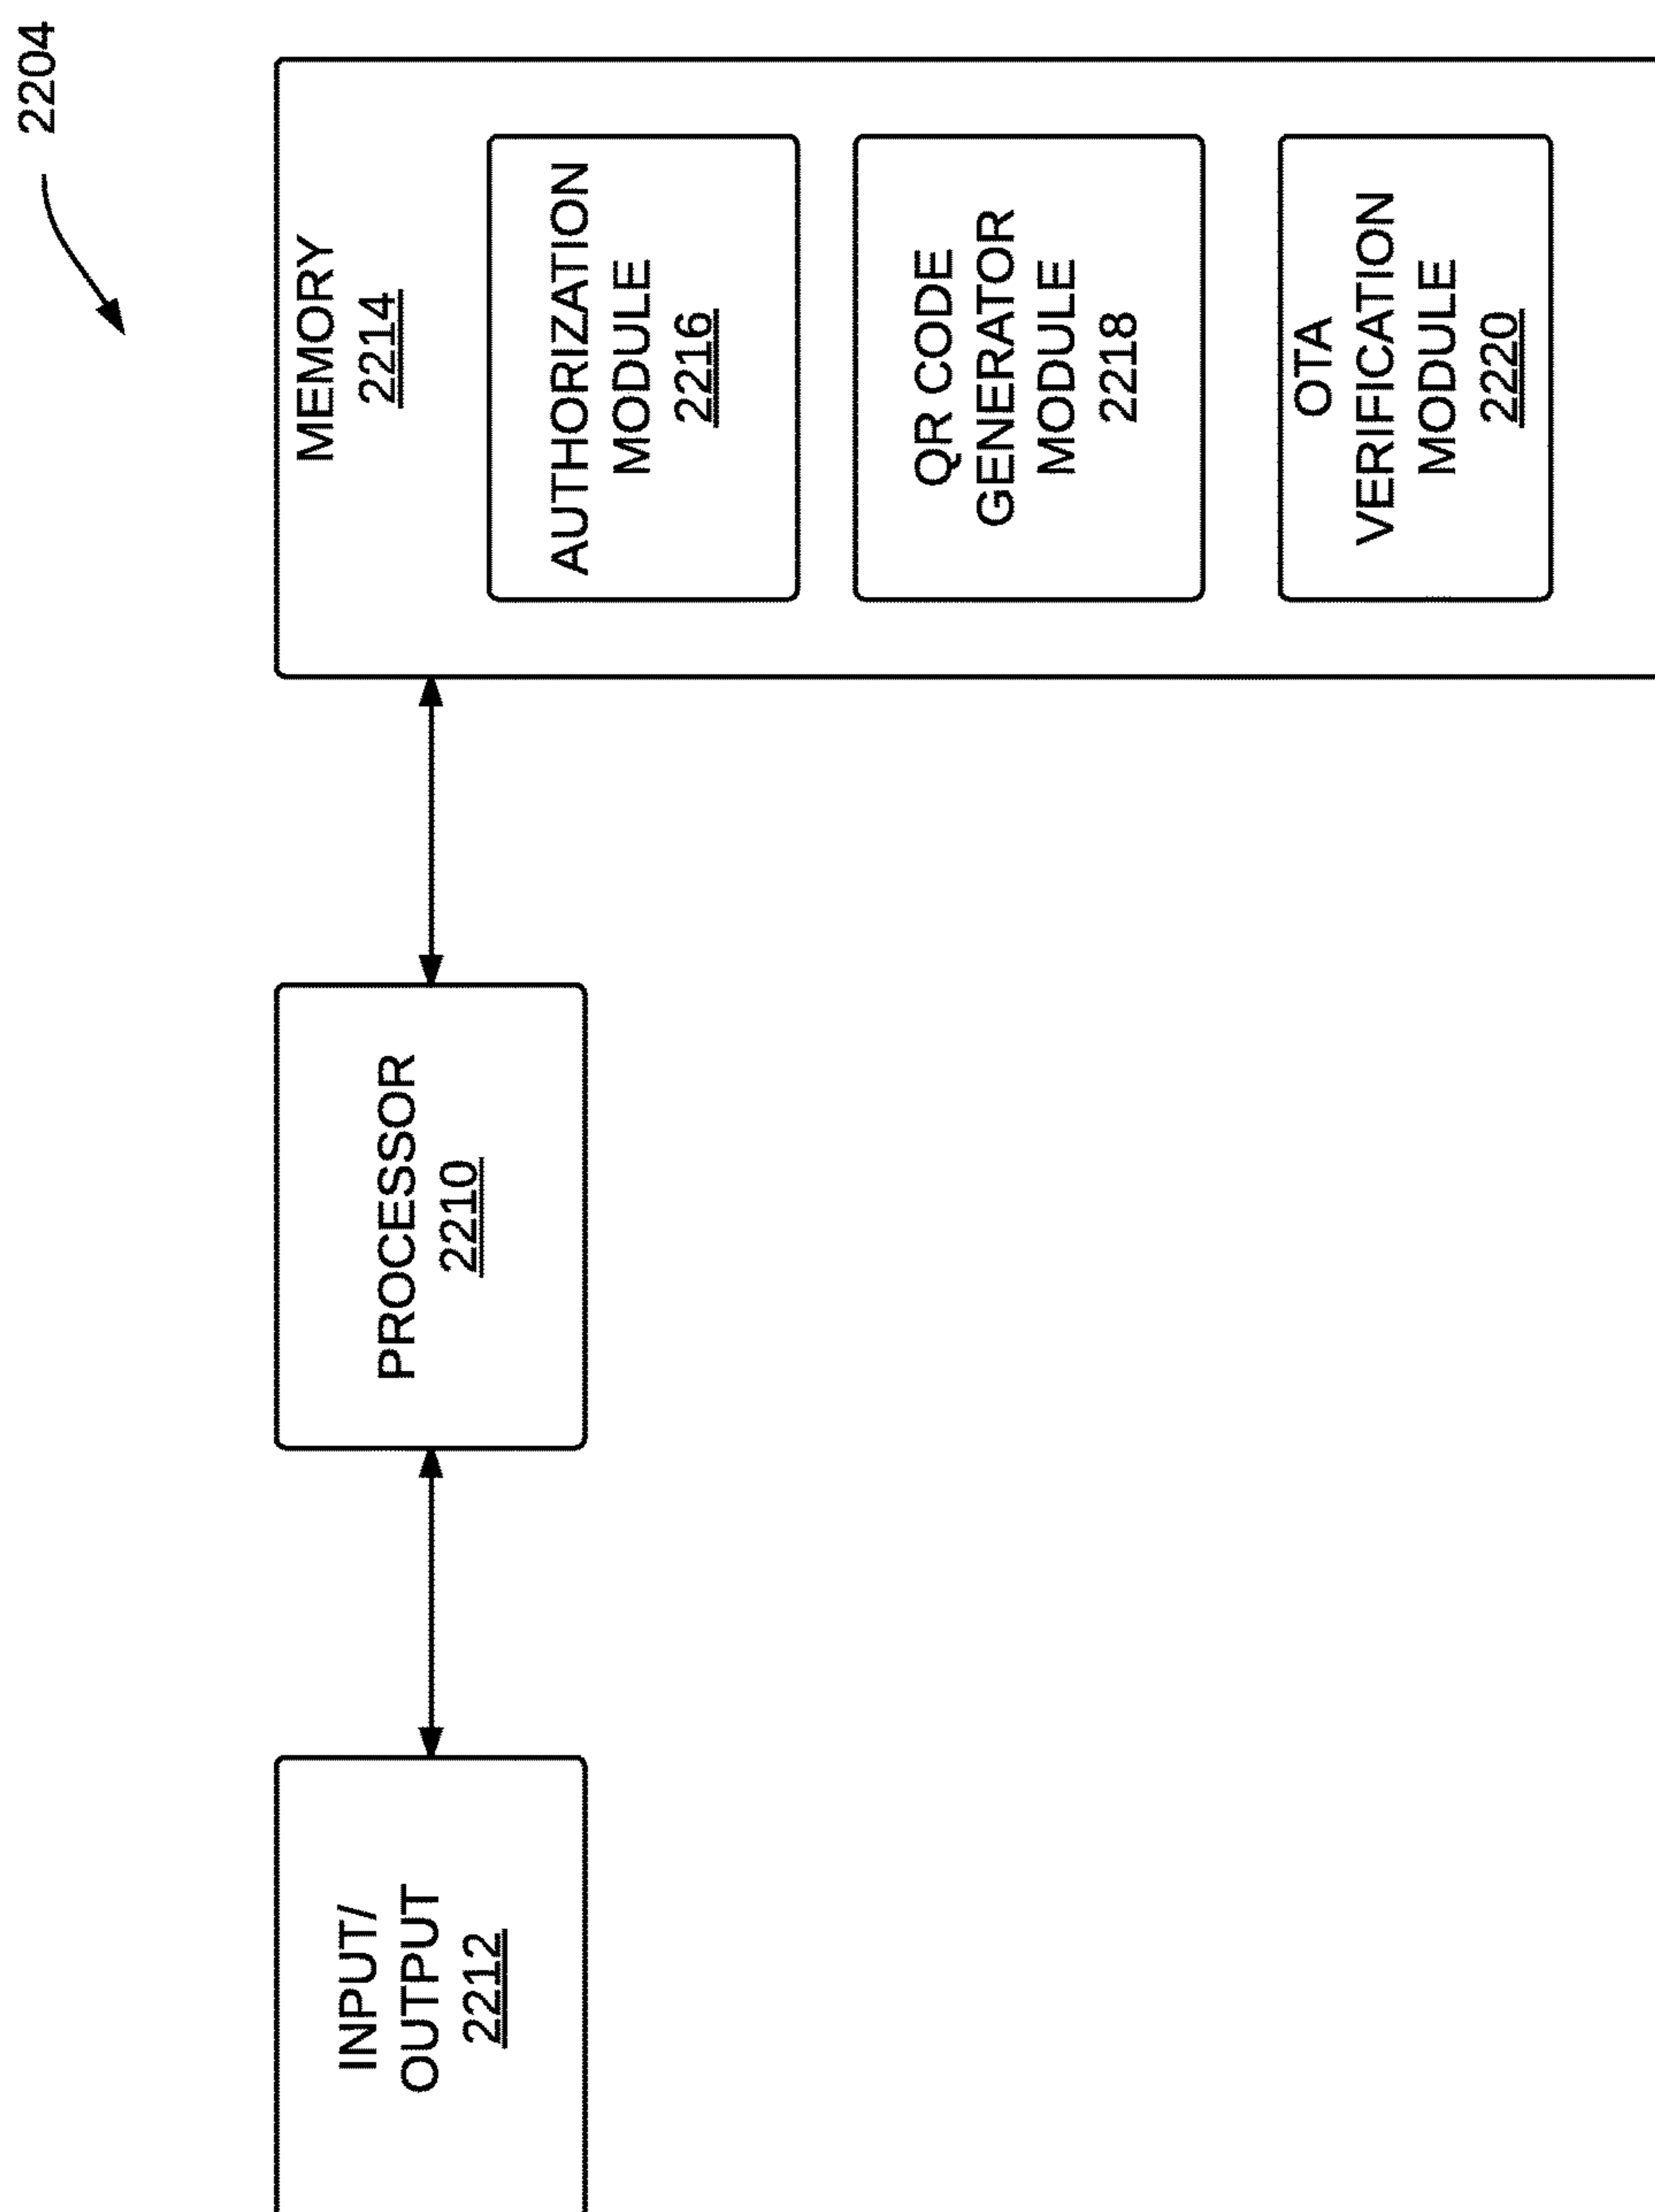 2204
INPUT/
OUTPUT
2212
PROCESSOR
2210
MEMORY
2214
AUTHORIZATION
MODULE
2216
QR CODE
GENERATOR
MODULE
2218
OTA
VERIFICATION
MODULE
2220